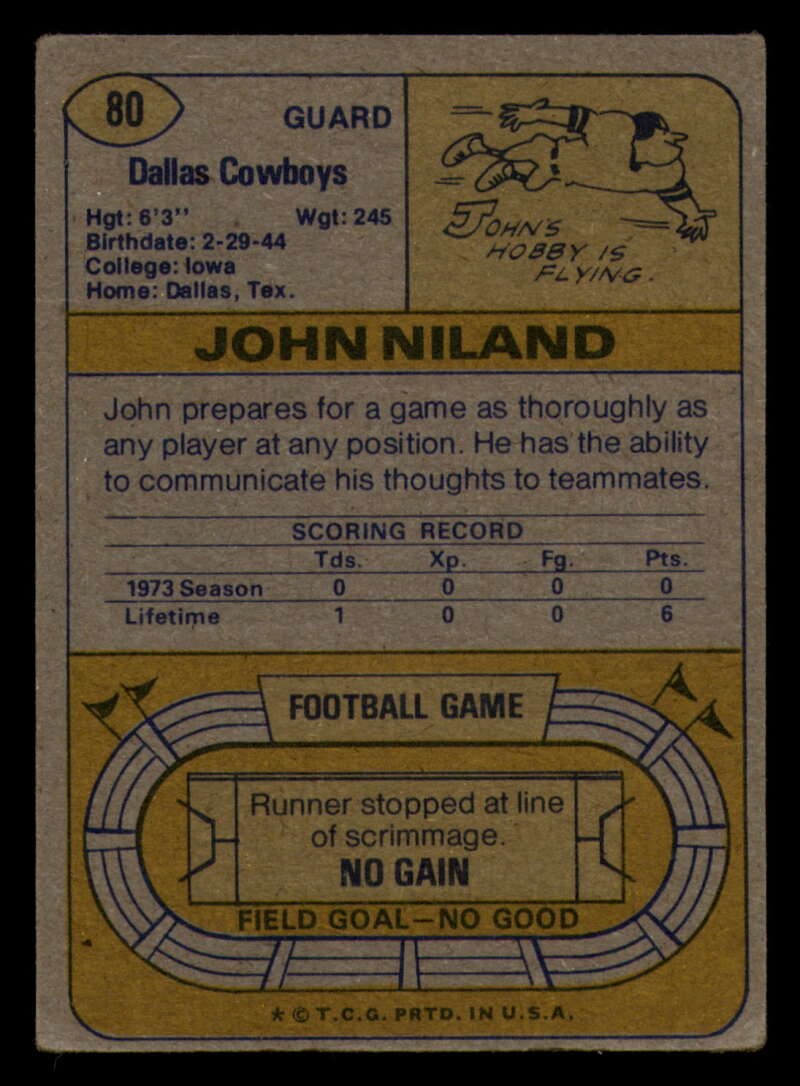 80
GUARD
Dallas Cowboys
Hgt: 6'3" Wgt: 245
Birthdate: 2-29-44
College: Iowa
Home: Dallas, Tex.
JOHN'S
HOBBY IS
FLYING.
JOHN NILAND
John prepares for a game as thoroughly as
any player at any position. He has the ability
to communicate his thoughts to teammates.
SCORING RECORD
Tds. Xp. Fg. Pts.
1973 Season 0 0 0 0
Lifetime 1 0 0 6
FOOTBALL GAME
Runner stopped at line
of scrimmage.
NO GAIN
FIELD GOAL—NO GOOD
* © T.C.G. PRTD. IN U.S.A.